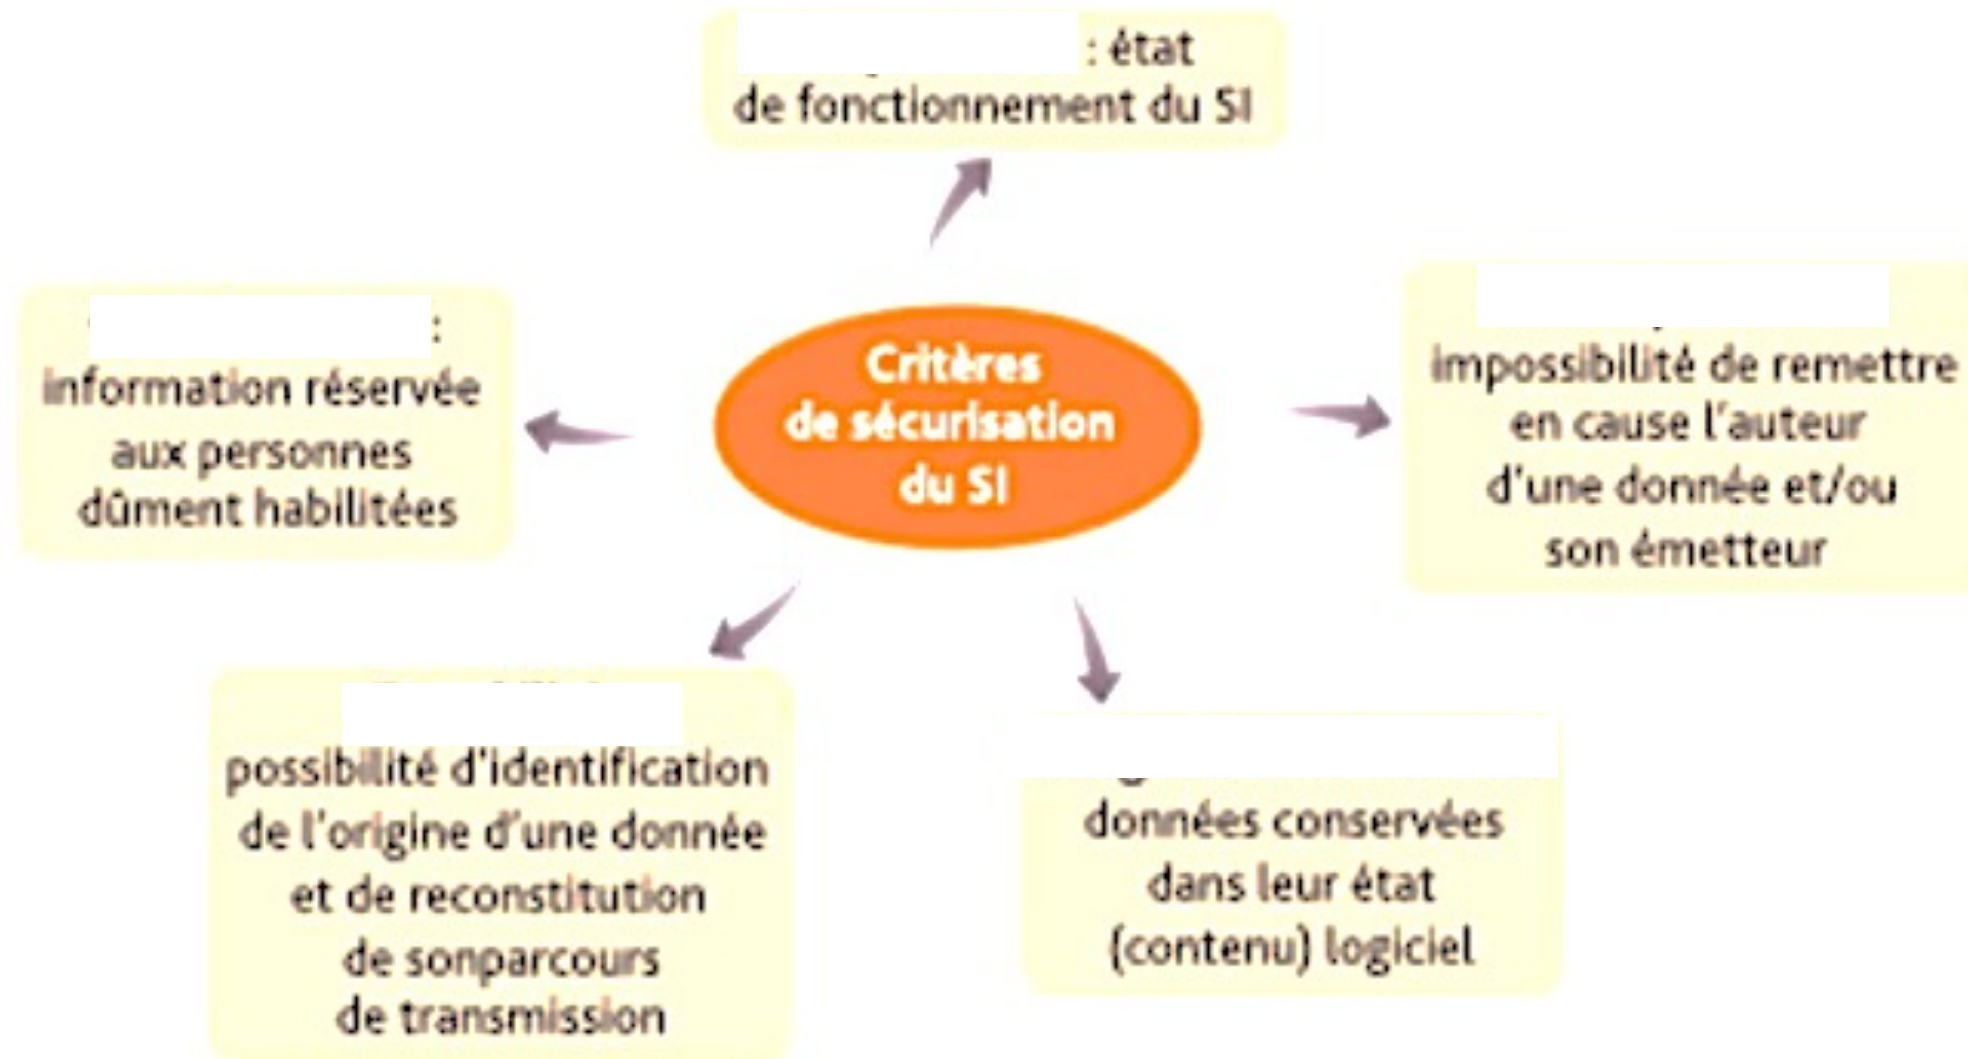 : état
de fonctionnement du SI
:
information réservée
aux personnes
dûment habilitées
Critères
de sécurisation
du SI
impossibilité de remettre
en cause l'auteur
d'une donnée et/ou
son émetteur
possibilité d'identification
de l'origine d'une donnée
et de reconstitution
de sonparcours
de transmission
données conservées
dans leur état
(contenu) logiciel